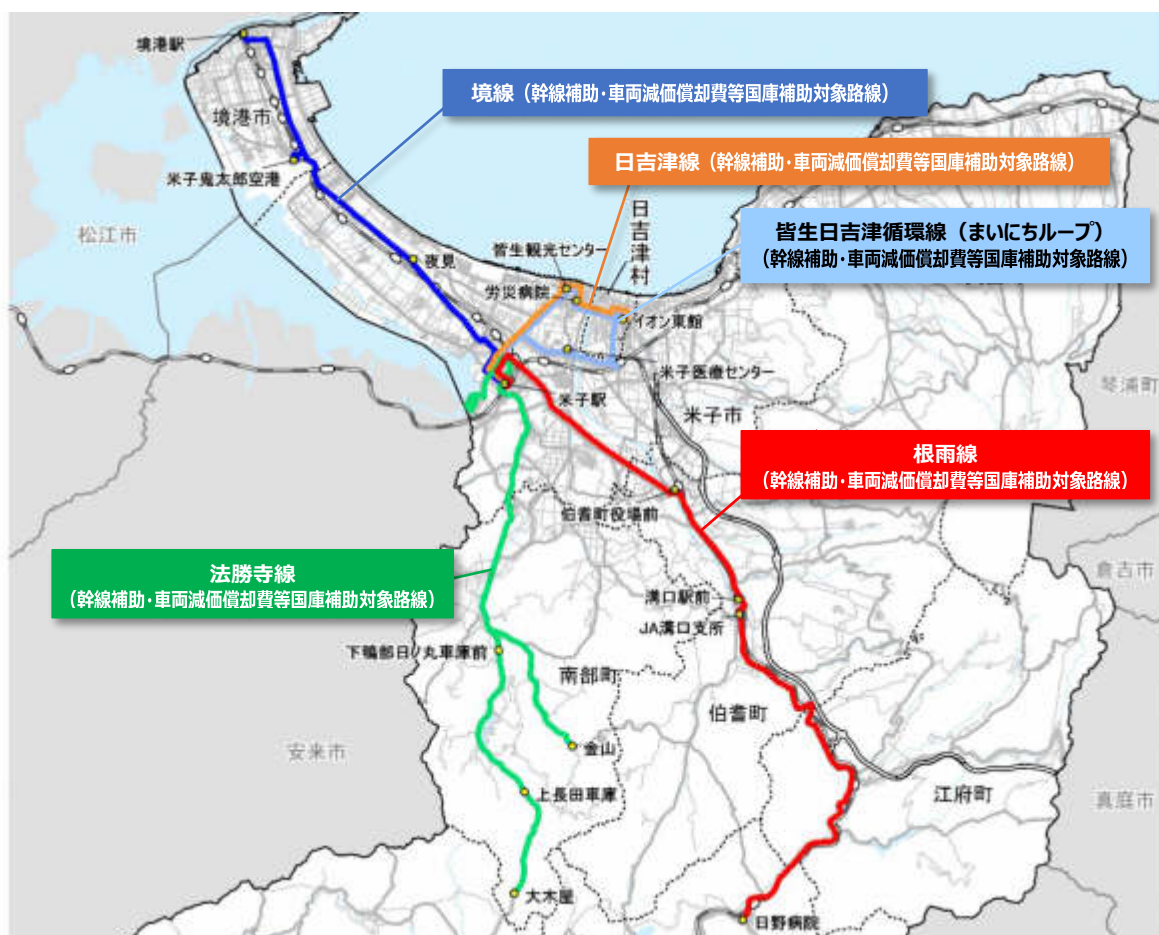 境港駅
境線（幹線補助・車両減価償却費等国庫補助対象路線）
境港市
日吉津線（幹線補助・車両減価償却費等国庫補助対象路線）
米子鬼太郎空港
日吉津村
松江市
皆生日吉津循環線（まいにちループ）
（幹線補助・車両減価償却費等国庫補助対象路線）
皆生観光センター
夜見
労災病院
イオン東館
米子医療センター
琴浦町
米子駅
米子市
根雨線
（幹線補助・車両減価償却費等国庫補助対象路線）
伯耆町役場前
法勝寺線
（幹線補助・車両減価償却費等国庫補助対象路線）
倉吉市
溝口駅前
JA溝口支所
下鴨部日ノ丸車庫前
南部町
伯耆町
安来市
金山
上長田車庫
江府町
真庭市
大木屋
日野病院